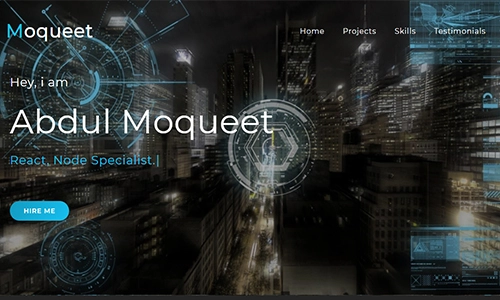 Moqueet
Home Projects Skills Testimonials
Hey, i am
Abdul Moqueet
React, Node Specialist.|
HIRE ME